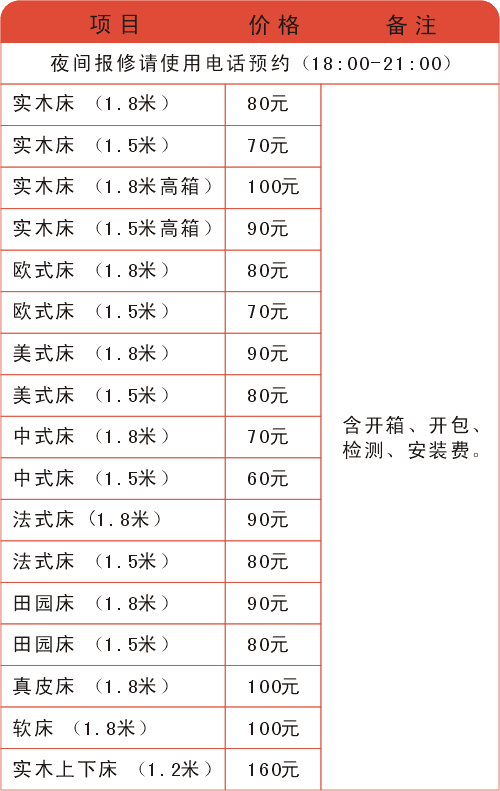 项目 价格 备注
夜间报修请使用电话预约（18:00-21:00）
实木床 （1.8米） 80元
实木床 （1.5米） 70元
实木床 （1.8米高箱） 100元
实木床 （1.5米高箱） 90元
欧式床 （1.8米） 80元
欧式床 （1.5米） 70元
美式床 （1.8米） 90元
美式床 （1.5米） 80元
中式床 （1.8米） 70元
中式床 （1.5米） 60元
法式床 (1.8米） 90元
法式床 （1.5米） 80元
田园床 （1.8米） 90元
田园床 （1.5米） 80元
真皮床 （1.8米） 100元
软床 （1.8米） 100元
实木上下床 （1.2米） 160元
含开箱、开包、
检测、安装费。